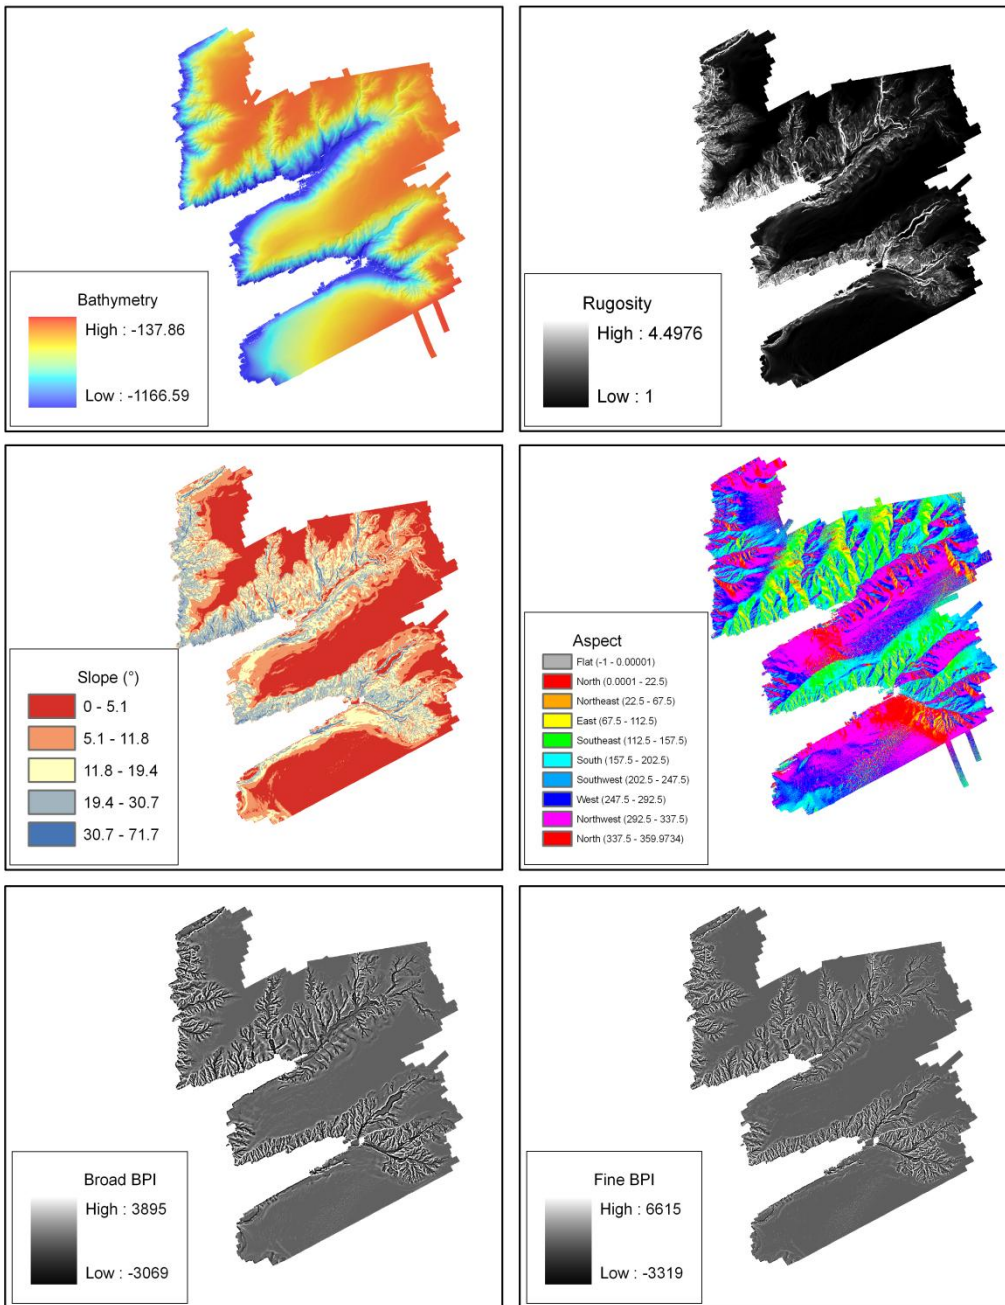 Bathymetry
High : -137.86
Low : -1166.59
Rugosity
High : 4.4976
Low : 1
Slope (°)
0 - 5.1
5.1 - 11.8
11.8 - 19.4
19.4 - 30.7
30.7 - 71.7
Aspect
Flat (-1 - 0.00001)
North (0.0001 - 22.5)
Northeast (22.5 - 67.5)
East (67.5 - 112.5)
Southeast (112.5 - 157.5)
South (157.5 - 202.5)
Southwest (202.5 - 247.5)
West (247.5 - 292.5)
Northwest (292.5 - 337.5)
North (337.5 - 359.9734)
Broad BPI
High : 3895
Low : -3069
Fine BPI
High : 6615
Low : -3319